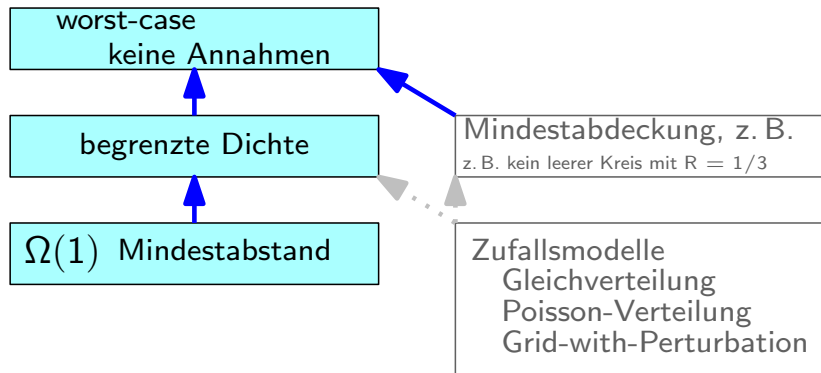 worst-case
keine Annahmen
begrenzte Dichte
Mindestabdeckung, z. B.
z. B. kein leerer Kreis mit R = 1/3
Ω(1) Mindestabstand
Zufallsmodelle
Gleichverteilung
Poisson-Verteilung
Grid-with-Perturbation